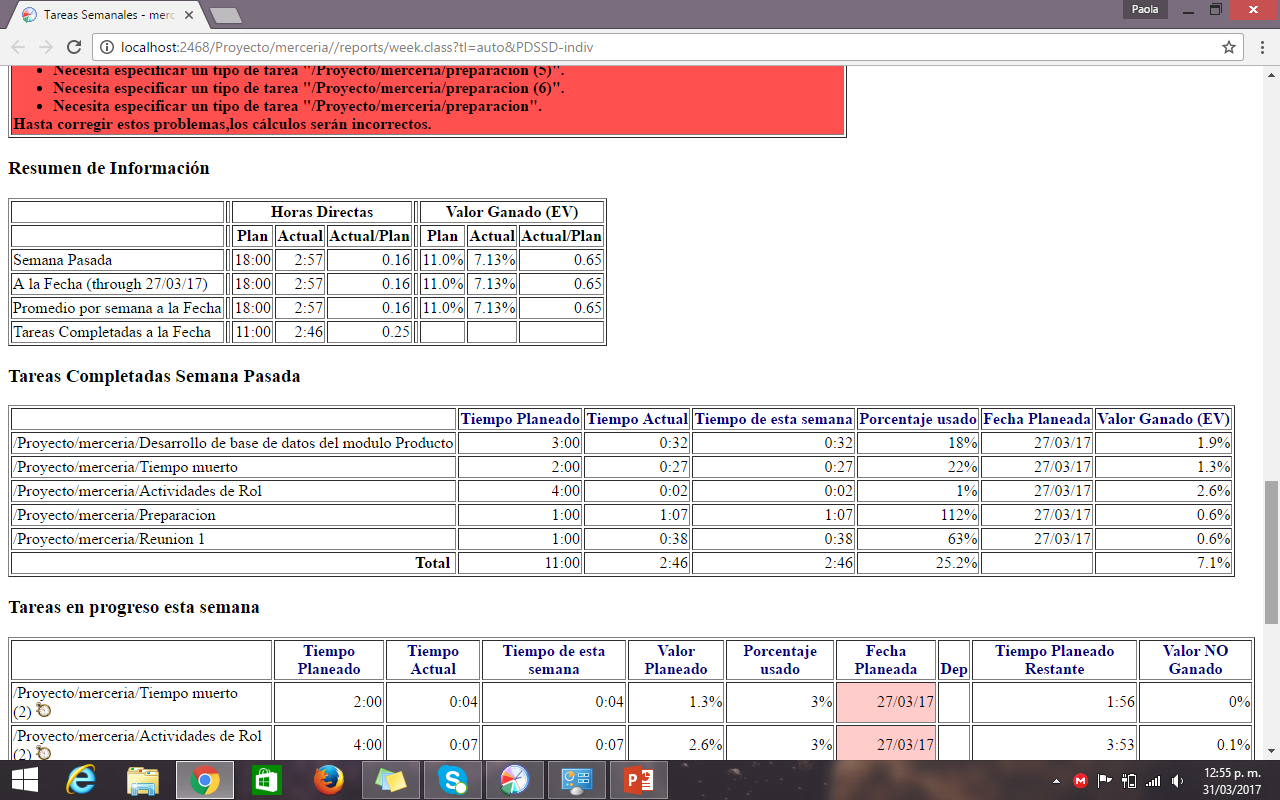 Tareas Semanales - merc
Paola
localhost:2468/Proyecto/merceria//reports/week.class?tl=auto&PDSSD-indiv
• Necesita especificar un tipo de tarea "/Proyecto/merceria/preparacion (5)".
• Necesita especificar un tipo de tarea "/Proyecto/merceria/preparacion (6)".
• Necesita especificar un tipo de tarea "/Proyecto/merceria/preparacion".
Hasta corregir estos problemas,los cálculos serán incorrectos.
Resumen de Información
Horas Directas Valor Ganado (EV)
Plan Actual Actual/Plan Plan Actual Actual/Plan
Semana Pasada 18:00 2:57 0.16 11.0% 7.13% 0.65
A la Fecha (through 27/03/17) 18:00 2:57 0.16 11.0% 7.13% 0.65
Promedio por semana a la Fecha 18:00 2:57 0.16 11.0% 7.13% 0.65
Tareas Completadas a la Fecha 11:00 2:46 0.25
Tareas Completadas Semana Pasada
Tiempo Planeado Tiempo Actual Tiempo de esta semana Porcentaje usado Fecha Planeada Valor Ganado (EV)
/Proyecto/merceria/Desarrollo de base de datos del modulo Producto 3:00 0:32 0:32 18% 27/03/17 1.9%
/Proyecto/merceria/Tiempo muerto 2:00 0:27 0:27 22% 27/03/17 1.3%
/Proyecto/merceria/Actividades de Rol 4:00 0:02 0:02 1% 27/03/17 2.6%
/Proyecto/merceria/Preparacion 1:00 1:07 1:07 112% 27/03/17 0.6%
/Proyecto/merceria/Reunion 1 1:00 0:38 0:38 63% 27/03/17 0.6%
Total 11:00 2:46 2:46 25.2% 7.1%
Tareas en progreso esta semana
Tiempo Tiempo Tiempo de esta Valor Porcentaje Fecha Tiempo Planeado Valor NO
Planeado Actual semana Planeado usado Planeada Dep Restante Ganado
/Proyecto/merceria/Tiempo muerto
(2) 2:00 0:04 0:04 1.3% 3% 27/03/17 1:56 0%
/Proyecto/merceria/Actividades de Rol
(2) 4:00 0:07 0:07 2.6% 3% 27/03/17 3:53 0.1%
12:55 p. m.
31/03/2017